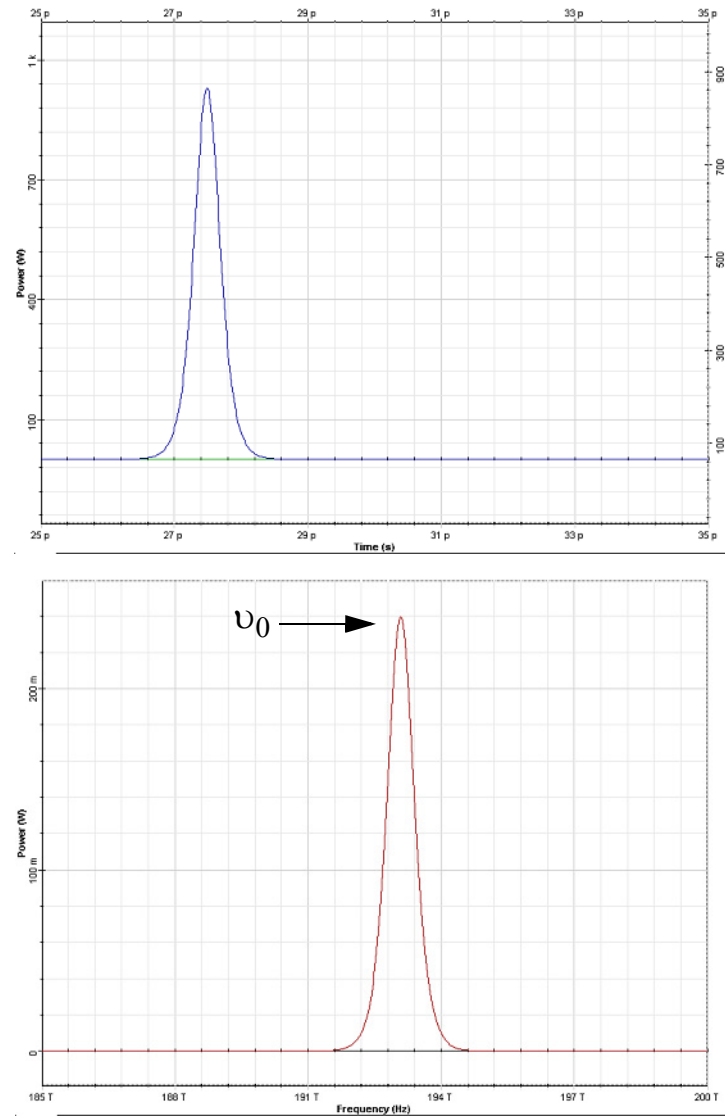 25 p 27 p 29 p 31 p 33 p 35 p
1 k
700
400
100
Power (W)
900
700
500
300
100
25 p 27 p 29 p 31 p 33 p 35 p
Time (s)
υ0
200 m
100 m
0
Power (W)
185 T 188 T 191 T 194 T 197 T 200 T
Frequency (Hz)